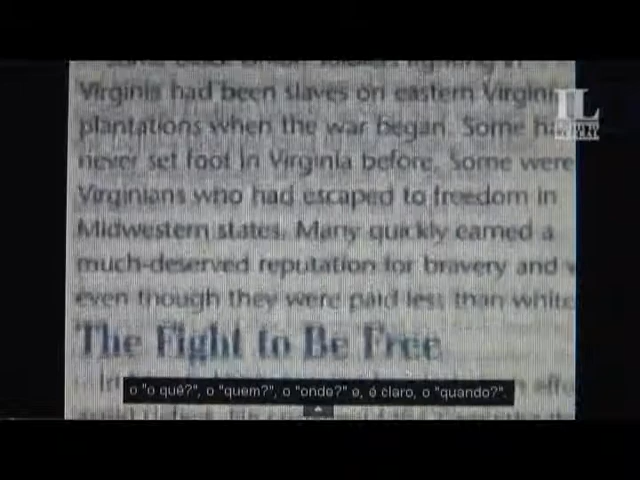 Virginia had been slaves on eastern Virgin
plantations when the war began. Some ha
never set foot in Virginia before. Some were
Virginians who had escaped to freedom in
Midwestern states. Many quickly earned a
much-deserved reputation for bravery and
even though they were paid less than white
The Fight to Be Free
o "o quê?", o "quem?", o "onde?" e, é claro, o "quando?".